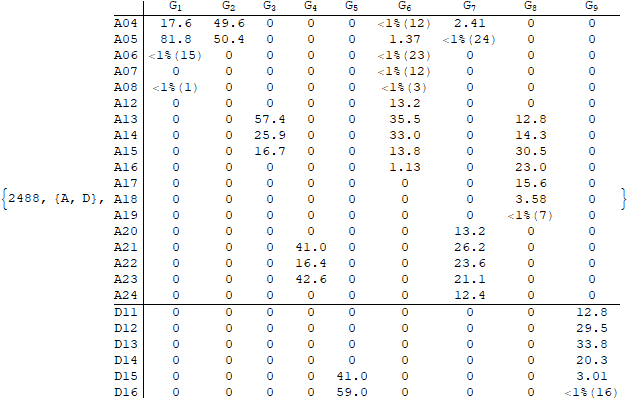 G₁ G₂ G₃ G₄ G₅ G₆ G₇ G₈ G₉
A04 17.6 49.6 0 0 0 <1%(12) 2.41 0 0
A05 81.8 50.4 0 0 0 1.37 <1%(24) 0 0
A06 <1%(15) 0 0 0 0 <1%(23) 0 0 0
A07 0 0 0 0 0 <1%(12) 0 0 0
A08 <1%(1) 0 0 0 0 <1%(3) 0 0 0
A12 0 0 0 0 0 13.2 0 0 0
A13 0 0 57.4 0 0 35.5 0 12.8 0
A14 0 0 25.9 0 0 33.0 0 14.3 0
A15 0 0 16.7 0 0 13.8 0 30.5 0
A16 0 0 0 0 0 1.13 0 23.0 0
A17 0 0 0 0 0 0 0 15.6 0
{2488, {A, D}, A18 0 0 0 0 0 0 0 3.58 0 }
A19 0 0 0 0 0 0 0 <1%(7) 0
A20 0 0 0 0 0 0 13.2 0 0
A21 0 0 0 41.0 0 0 26.2 0 0
A22 0 0 0 16.4 0 0 23.6 0 0
A23 0 0 0 42.6 0 0 21.1 0 0
A24 0 0 0 0 0 0 12.4 0 0
D11 0 0 0 0 0 0 0 0 12.8
D12 0 0 0 0 0 0 0 0 29.5
D13 0 0 0 0 0 0 0 0 33.8
D14 0 0 0 0 0 0 0 0 20.3
D15 0 0 0 0 41.0 0 0 0 3.01
D16 0 0 0 0 59.0 0 0 0 <1%(16)